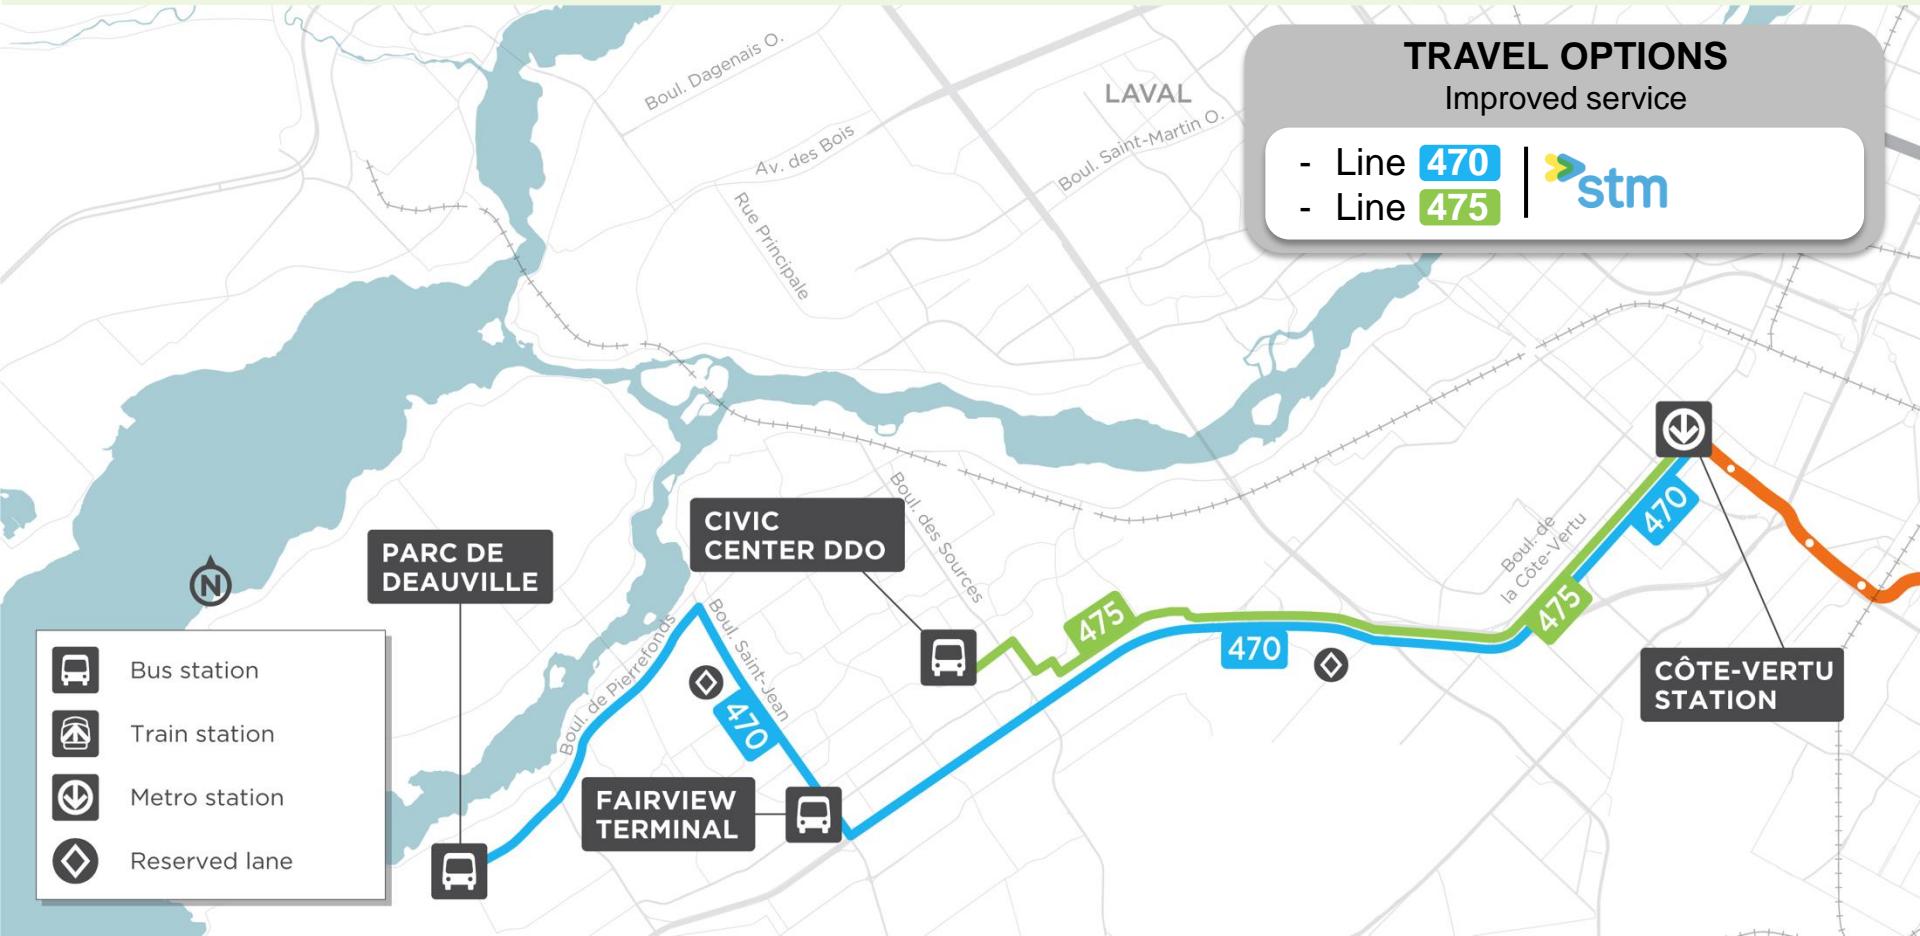 TRAVEL OPTIONS
Improved service
- Line 470
- Line 475
stm
LAVAL
Boul. Dagenais O.
Av. des Bois
Boul. Saint-Martin O.
Rue Principale
CIVIC
CENTER DDO
Boul. des Sources
PARC DE
DEAUVILLE
N
Boul. de Pierrefonds
Boul. Saint-Jean
470
475
470
Boul. de
la Côte-Vertu
475
470
CÔTE-VERTU
STATION
FAIRVIEW
TERMINAL
Bus station
Train station
Metro station
Reserved lane